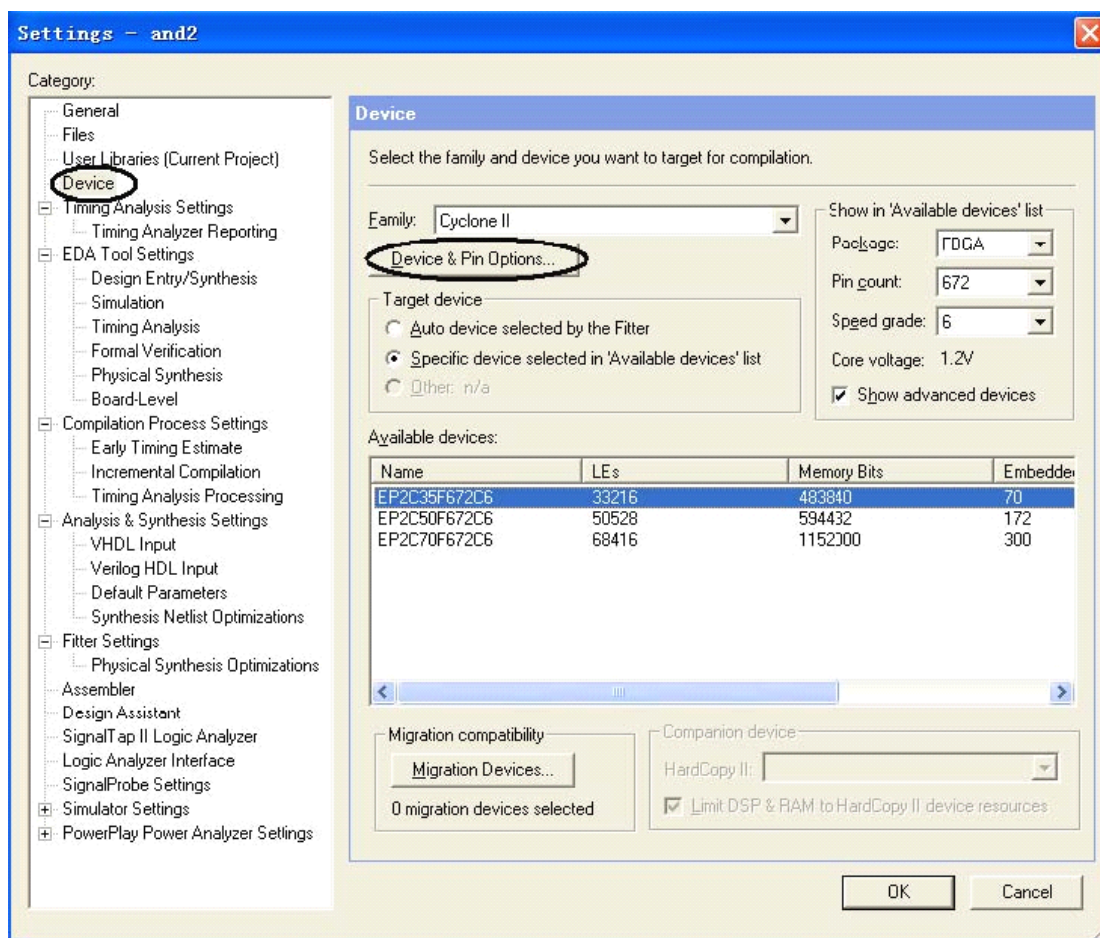 Settings - and2
Category:
General
Files
User Libraries (Current Project)
Device
Timing Analysis Settings
Timing Analyzer Reporting
EDA Tool Settings
Design Entry/Synthesis
Simulation
Timing Analysis
Formal Verification
Physical Synthesis
Board-Level
Compilation Process Settings
Early Timing Estimate
Incremental Compilation
Timing Analysis Processing
Analysis & Synthesis Settings
VHDL Input
Verilog HDL Input
Default Parameters
Synthesis Netlist Optimizations
Fitter Settings
Physical Synthesis Optimizations
Assembler
Design Assistant
SignalTap II Logic Analyzer
Logic Analyzer Interface
SignalProbe Settings
Simulator Settings
PowerPlay Power Analyzer Settings
Device
Select the family and device you want to target for compilation.
Family: Cyclone II
Device & Pin Options...
Target device
Auto device selected by the Fitter
Specific device selected in 'Available devices' list
Other: n/a
Show in 'Available devices' list
Package: FBGA
Pin count: 672
Speed grade: 6
Core voltage: 1.2V
Show advanced devices
Available devices:
Name LEs Memory Bits Embedde
EP2C35F672C6 33216 483840 70
EP2C50F672C6 50528 594432 172
EP2C70F672C6 68416 1152000 300
Migration compatibility
Migration Devices...
0 migration devices selected
Companion device
HardCopy II:
Limit DSP & RAM to HardCopy II device resources
OK Cancel